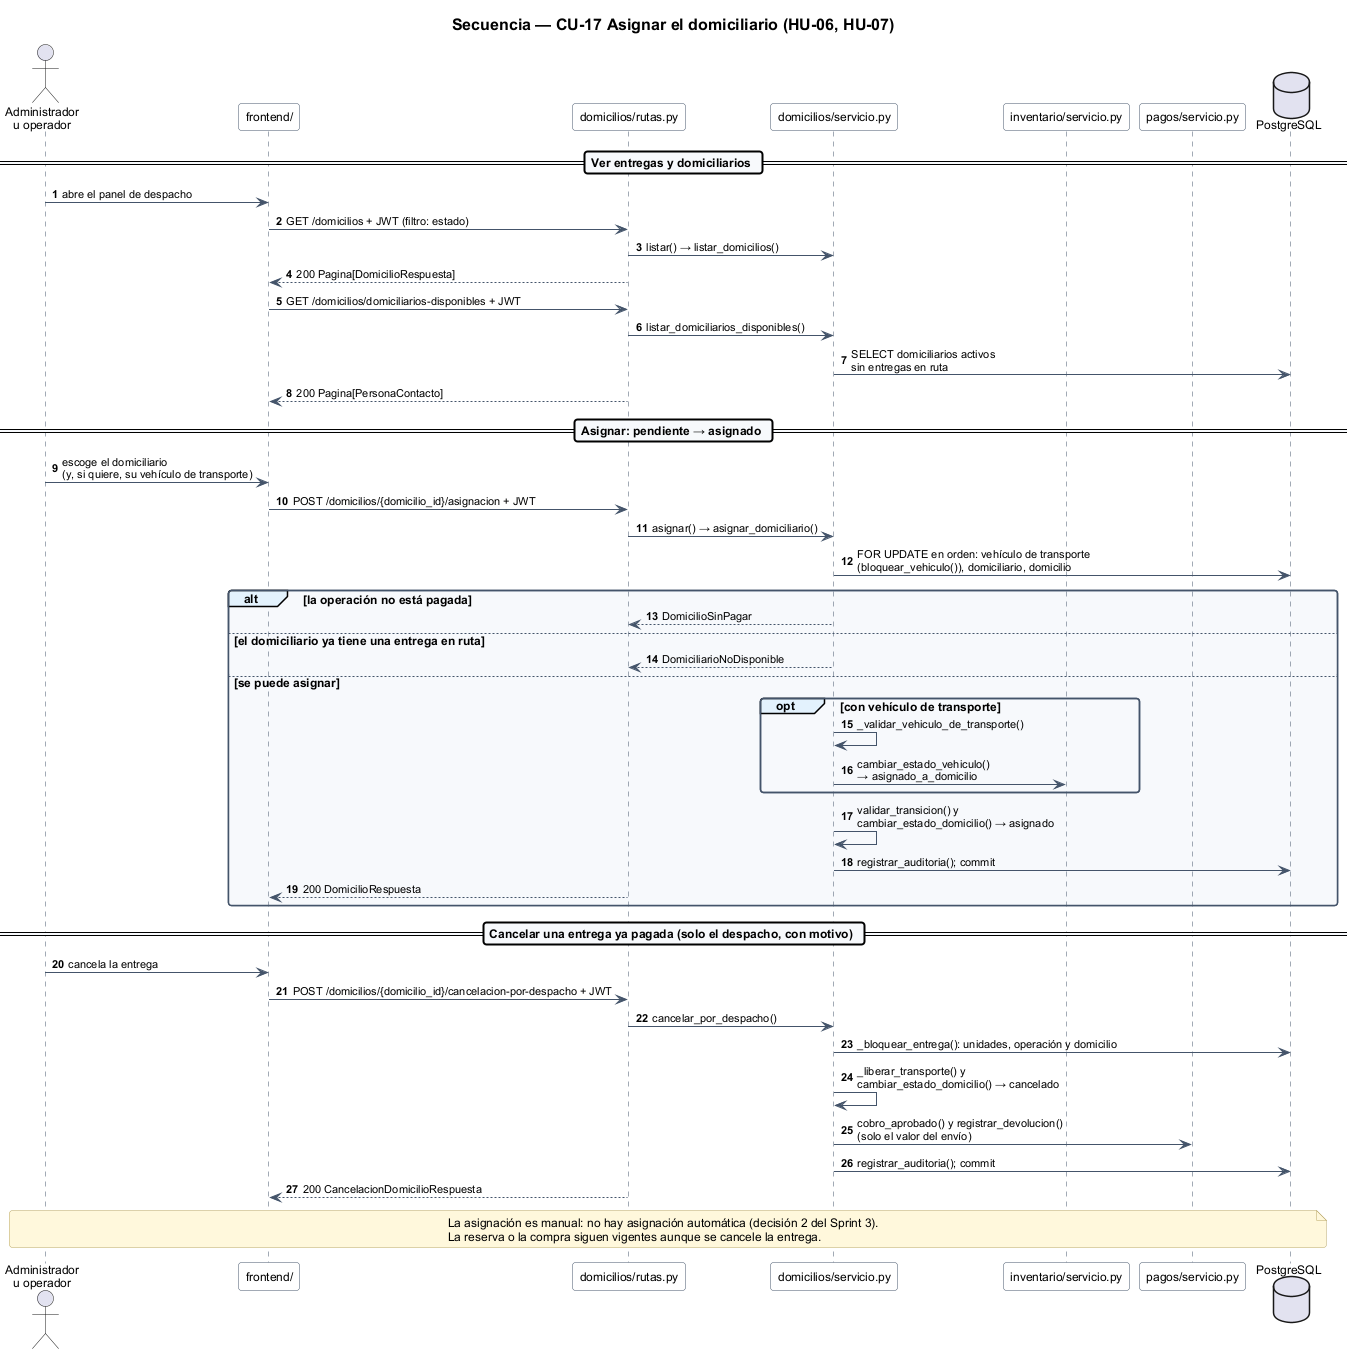 Secuencia — CU-17 Asignar el domiciliario (HU-06, HU-07)
Administrador
u operador
frontend/
domicilios/rutas.py
domicilios/servicio.py
inventario/servicio.py
pagos/servicio.py
PostgreSQL
Ver entregas y domiciliarios
1 abre el panel de despacho
2 GET /domicilios + JWT (filtro: estado)
3 listar() → listar_domicilios()
4 200 Pagina[DomicilioRespuesta]
5 GET /domicilios/domiciliarios-disponibles + JWT
6 listar_domiciliarios_disponibles()
7 SELECT domiciliarios activos
sin entregas en ruta
8 200 Pagina[PersonaContacto]
Asignar: pendiente → asignado
9 escoge el domiciliario
(y, si quiere, su vehículo de transporte)
10 POST /domicilios/{domicilio_id}/asignacion + JWT
11 asignar() → asignar_domiciliario()
12 FOR UPDATE en orden: vehículo de transporte
(bloquear_vehiculo()), domiciliario, domicilio
alt [la operación no está pagada]
13 DomicilioSinPagar
[el domiciliario ya tiene una entrega en ruta]
14 DomiciliarioNoDisponible
[se puede asignar]
opt [con vehículo de transporte]
15 _validar_vehiculo_de_transporte()
16 cambiar_estado_vehiculo()
→ asignado_a_domicilio
17 validar_transicion() y
cambiar_estado_domicilio() → asignado
18 registrar_auditoria(); commit
19 200 DomicilioRespuesta
Cancelar una entrega ya pagada (solo el despacho, con motivo)
20 cancela la entrega
21 POST /domicilios/{domicilio_id}/cancelacion-por-despacho + JWT
22 cancelar_por_despacho()
23 _bloquear_entrega(): unidades, operación y domicilio
24 _liberar_transporte() y
cambiar_estado_domicilio() → cancelado
25 cobro_aprobado() y registrar_devolucion()
(solo el valor del envío)
26 registrar_auditoria(); commit
27 200 CancelacionDomicilioRespuesta
La asignación es manual: no hay asignación automática (decisión 2 del Sprint 3).
La reserva o la compra siguen vigentes aunque se cancele la entrega.
Administrador
u operador
frontend/
domicilios/rutas.py
domicilios/servicio.py
inventario/servicio.py
pagos/servicio.py
PostgreSQL